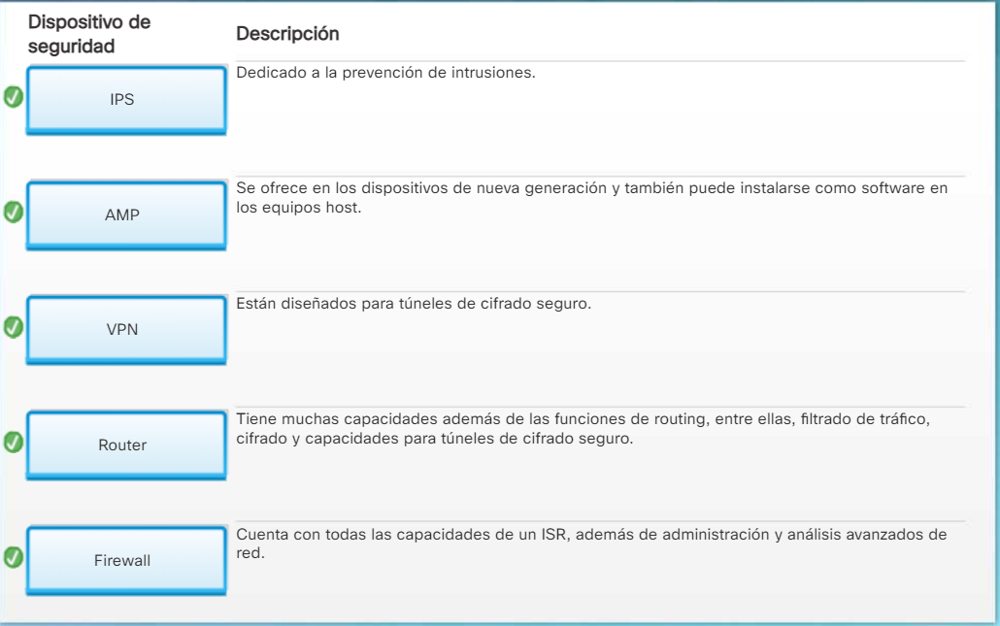 Dispositivo de
seguridad
Descripción
IPS
Dedicado a la prevención de intrusiones.
AMP
Se ofrece en los dispositivos de nueva generación y también puede instalarse como software en
los equipos host.
VPN
Están diseñados para túneles de cifrado seguro.
Router
Tiene muchas capacidades además de las funciones de routing, entre ellas, filtrado de tráfico,
cifrado y capacidades para túneles de cifrado seguro.
Firewall
Cuenta con todas las capacidades de un ISR, además de administración y análisis avanzados de
red.